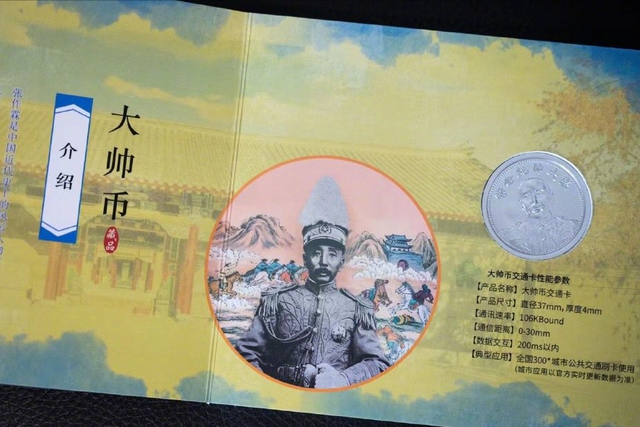 大帅币
藏品
介绍
大帅币交通卡性能参数
【产品名称】大帅币交通卡
【产品尺寸】直径37mm,厚度4mm
【通讯速率】106KBound
【通信距离】0-30mm
【数据交互】200ms以内
【典型应用】全国300⁺城市公共交通刷卡使用
(城市应用以官方实时更新数据为准)